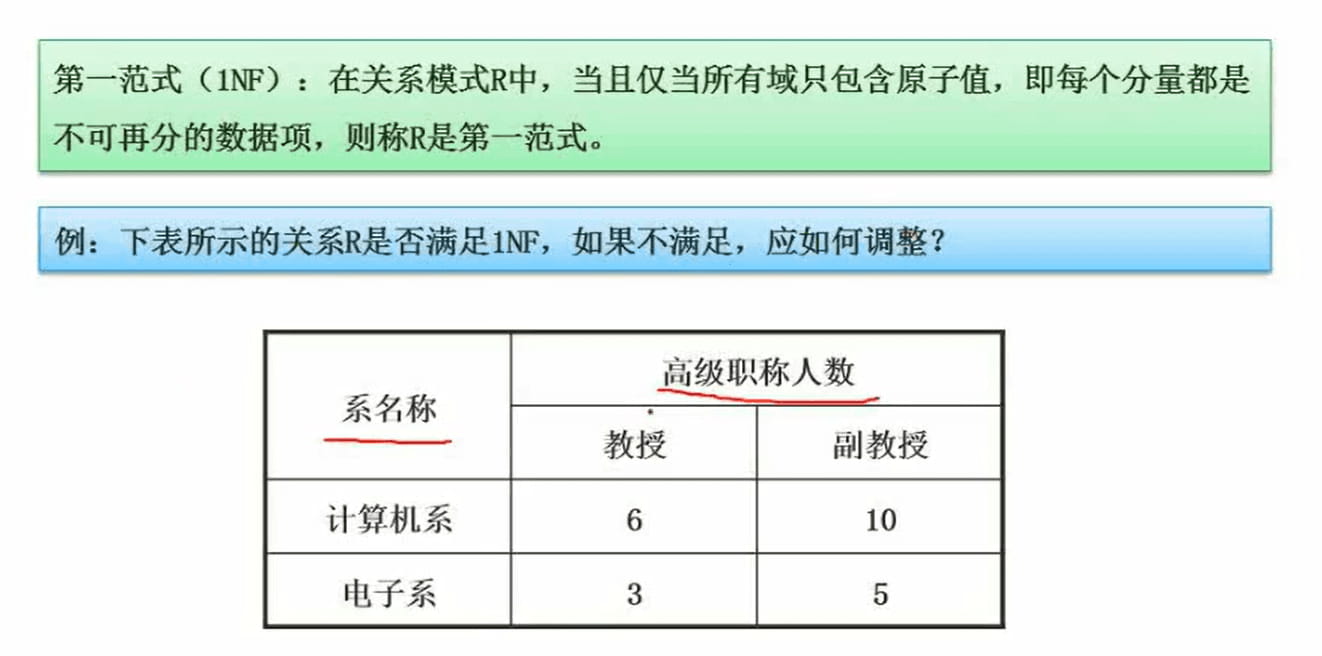 第一范式（1NF）：在关系模式R中，当且仅当所有域只包含原子值，即每个分量都是
不可再分的数据项，则称R是第一范式。
例：下表所示的关系R是否满足1NF，如果不满足，应如何调整？
系名称
高级职称人数
教授
副教授
计算机系
6
10
电子系
3
5